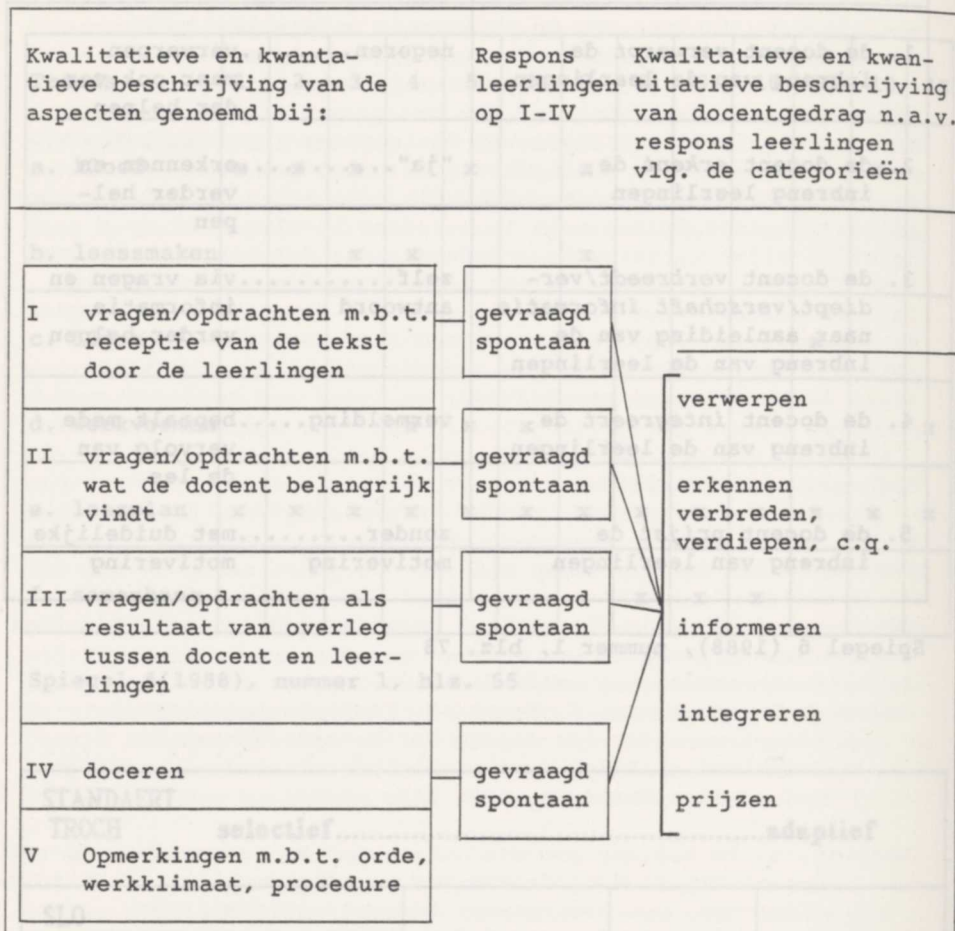 Kwalitatieve en kwanta-
tieve beschrijving van de
aspecten genoemd bij:
Respons
leerlingen
op I-IV
Kwalitatieve en kwan-
titatieve beschrijving
van docentgedrag n.a.v.
respons leerlingen
vlg. de categorieën
I vragen/opdrachten m.b.t.
receptie van de tekst
door de leerlingen
gevraagd
spontaan
II vragen/opdrachten m.b.t.
wat de docent belangrijk
vindt
gevraagd
spontaan
III vragen/opdrachten als
resultaat van overleg
tussen docent en leer-
lingen
gevraagd
spontaan
IV doceren
gevraagd
spontaan
V Opmerkingen m.b.t. orde,
werkklimaat, procedure
verwerpen
erkennen
verbreden,
verdiepen, c.q.
informeren
integreren
prijzen